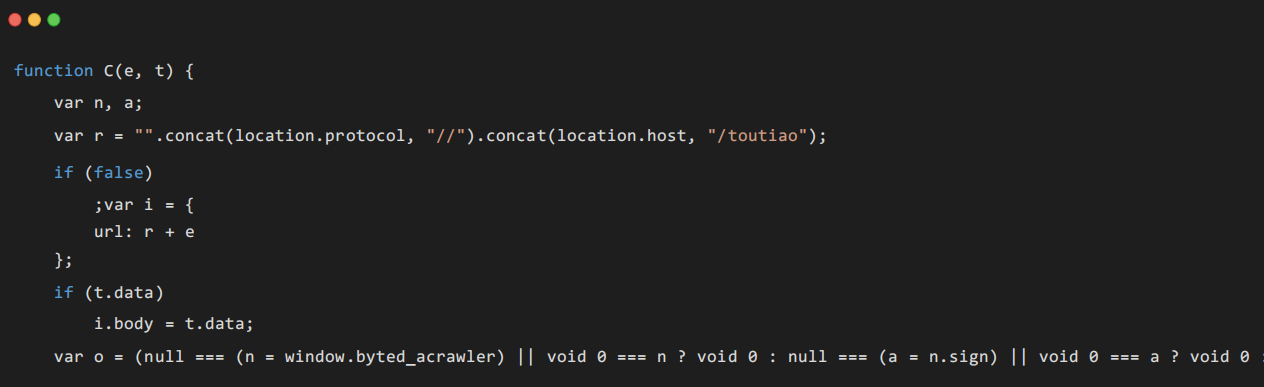 function C(e, t) {
var n, a;
var r = "".concat(location.protocol, "//").concat(location.host, "/toutiao");
if (false)
;var i = {
url: r + e
};
if (t.data)
i.body = t.data;
var o = (null === (n = window.byted_acrawler) || void 0 === n ? void 0 : null === (a = n.sign) || void 0 === a ? void 0 :